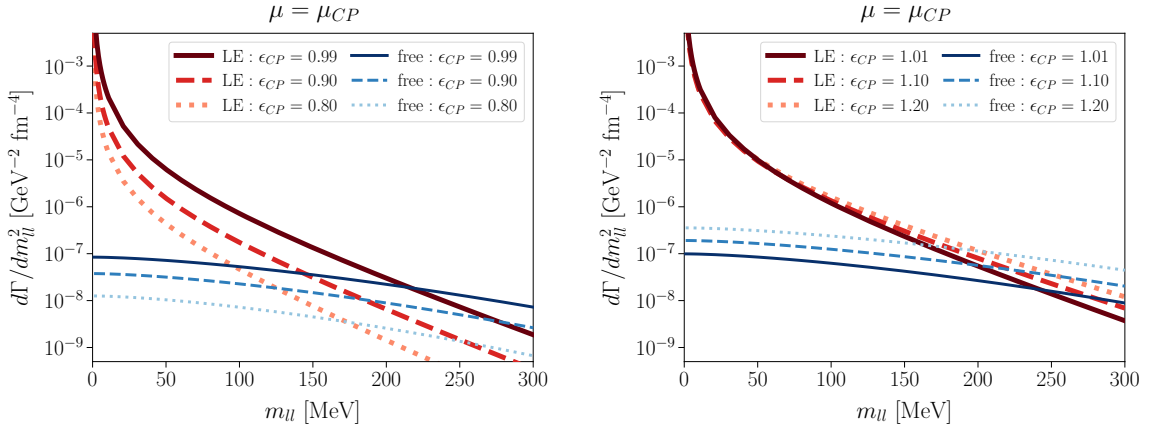 μ = μ_CP
dΓ/dm²_ll [GeV⁻² fm⁻⁴]
10⁻³
10⁻⁴
10⁻⁵
10⁻⁶
10⁻⁷
10⁻⁸
10⁻⁹
LE : ϵ_CP = 0.99
LE : ϵ_CP = 0.90
LE : ϵ_CP = 0.80
free : ϵ_CP = 0.99
free : ϵ_CP = 0.90
free : ϵ_CP = 0.80
0 50 100 150 200 250 300
m_ll [MeV]
μ = μ_CP
dΓ/dm²_ll [GeV⁻² fm⁻⁴]
10⁻³
10⁻⁴
10⁻⁵
10⁻⁶
10⁻⁷
10⁻⁸
10⁻⁹
LE : ϵ_CP = 1.01
LE : ϵ_CP = 1.10
LE : ϵ_CP = 1.20
free : ϵ_CP = 1.01
free : ϵ_CP = 1.10
free : ϵ_CP = 1.20
0 50 100 150 200 250 300
m_ll [MeV]